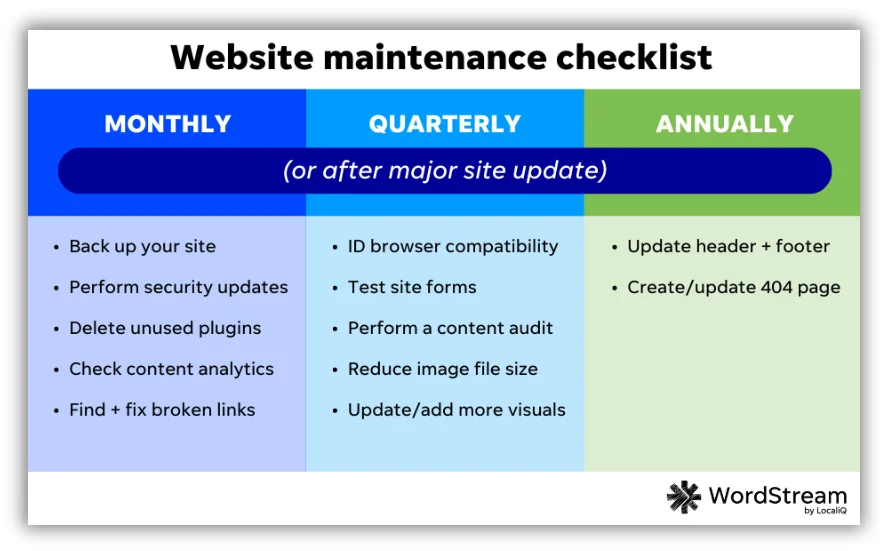 Website maintenance checklist
MONTHLY
QUARTERLY
ANNUALLY
(or after major site update)
• Back up your site
• Perform security updates
• Delete unused plugins
• Check content analytics
• Find + fix broken links
• ID browser compatibility
• Test site forms
• Perform a content audit
• Reduce image file size
• Update/add more visuals
• Update header + footer
• Create/update 404 page
WordStream
by LocaliQ